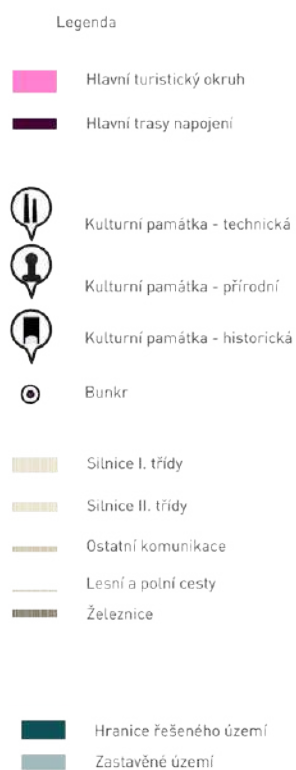 Legenda
Hlavní turistický okruh
Hlavní trasy napojení
Kulturní památka - technická
Kulturní památka - přírodní
Kulturní památka - historická
Bunkr
Silnice I. třídy
Silnice II. třídy
Ostatní komunikace
Lesní a polní cesty
Železnice
Hranice řešeného území
Zastavěné území